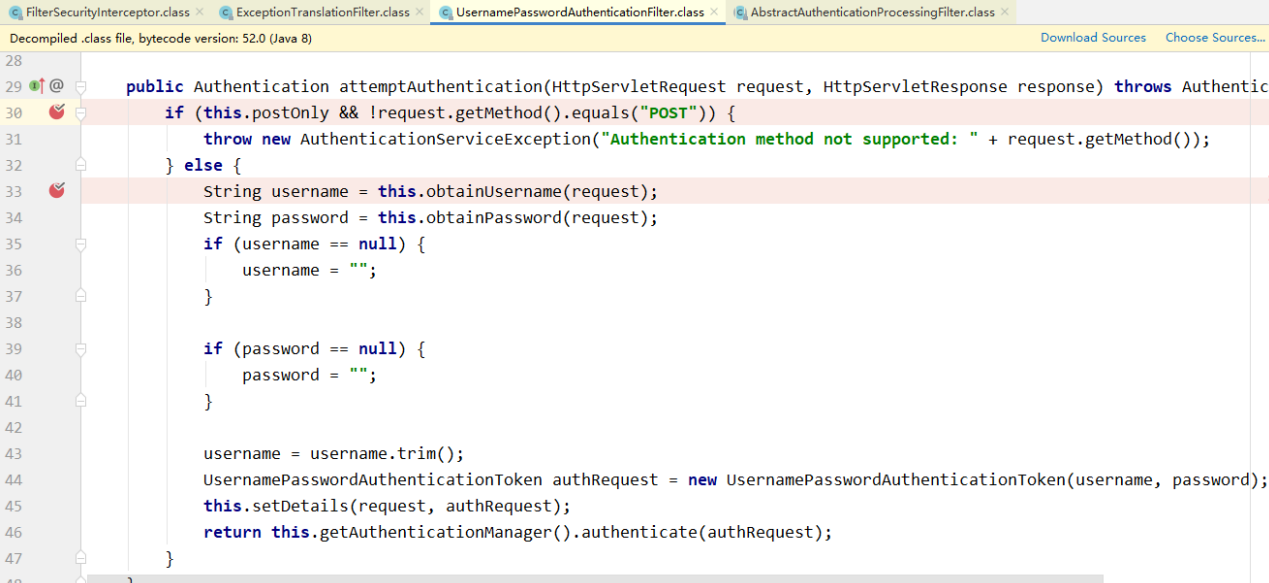 FilterSecurityInterceptor.class × ExceptionTranslationFilter.class × UsernamePasswordAuthenticationFilter.class × AbstractAuthenticationProcessingFilter.class ×
Decompiled .class file, bytecode version: 52.0 (Java 8) Download Sources Choose Sources...
28
29 public Authentication attemptAuthentication(HttpServletRequest request, HttpServletResponse response) throws Authentic
30 if (this.postOnly && !request.getMethod().equals("POST")) {
31 throw new AuthenticationServiceException("Authentication method not supported: " + request.getMethod());
32 } else {
33 String username = this.obtainUsername(request);
34 String password = this.obtainPassword(request);
35 if (username == null) {
36 username = "";
37 }
38
39 if (password == null) {
40 password = "";
41 }
42
43 username = username.trim();
44 UsernamePasswordAuthenticationToken authRequest = new UsernamePasswordAuthenticationToken(username, password);
45 this.setDetails(request, authRequest);
46 return this.getAuthenticationManager().authenticate(authRequest);
47 }
48 }